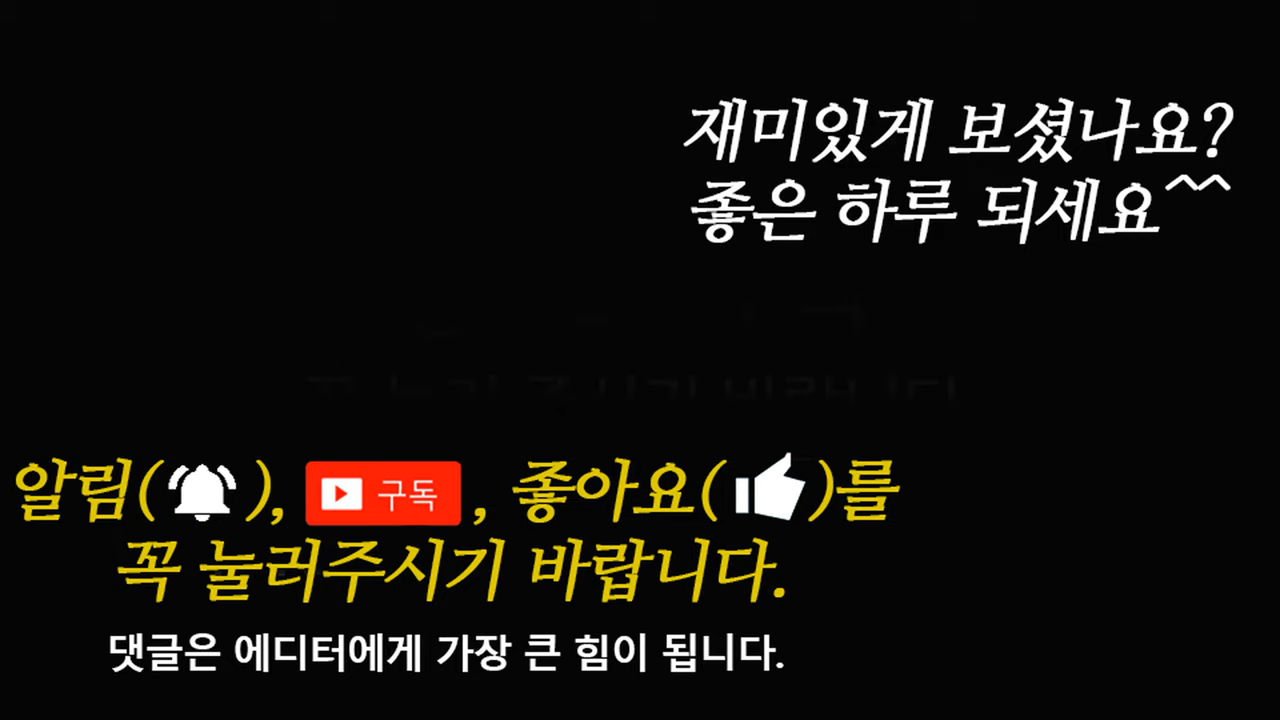 재미있게 보셨나요?
좋은 하루 되세요^^
알림( ), 구독 , 좋아요( )를
꼭 눌러주시기 바랍니다.
댓글은 에디터에게 가장 큰 힘이 됩니다.